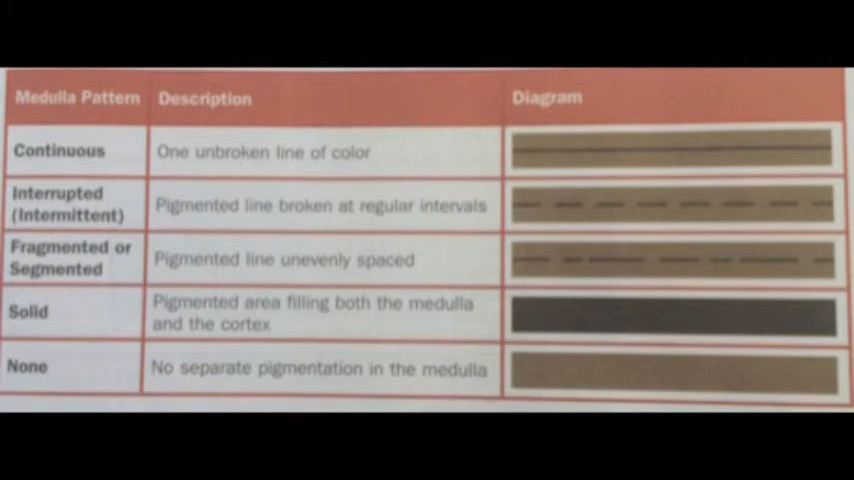 Medulla Pattern Description Diagram
Continuous One unbroken line of color
Interrupted
(Intermittent) Pigmented line broken at regular intervals
Fragmented or
Segmented Pigmented line unevenly spaced
Solid Pigmented area filling both the medulla
and the cortex
None No separate pigmentation in the medulla